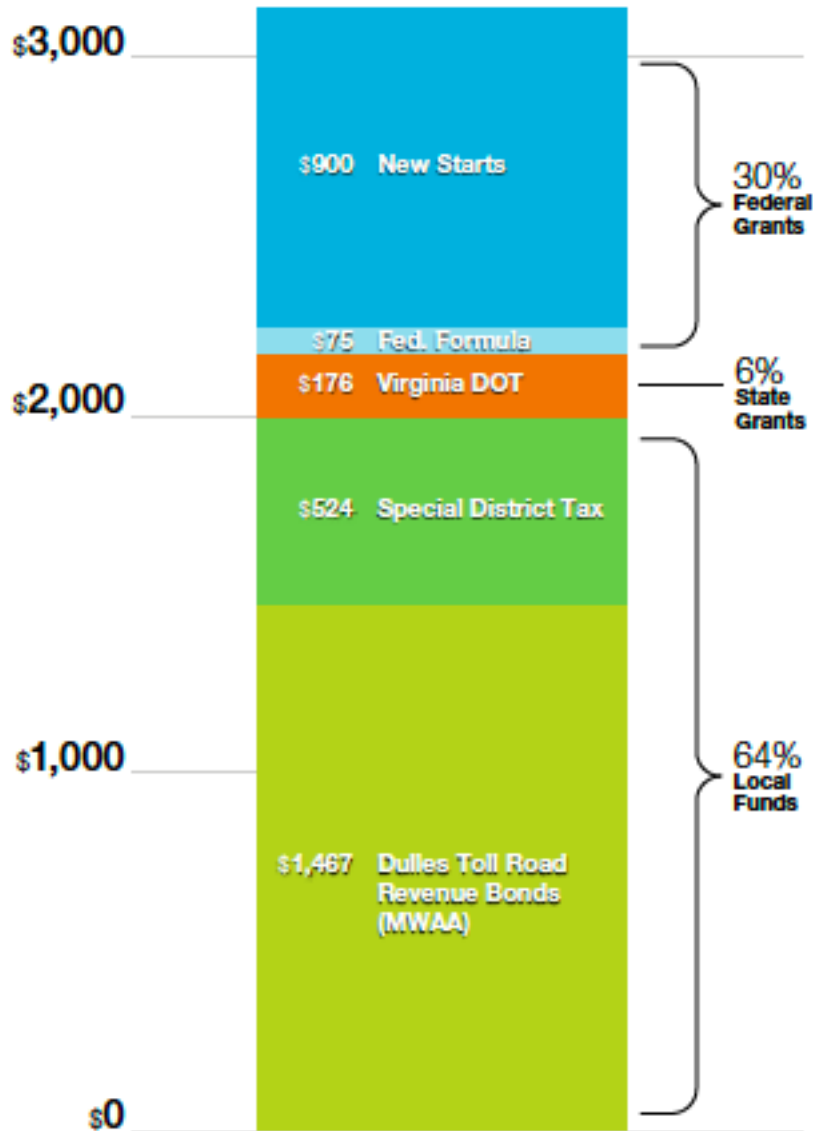 $3,000
$900 New Starts
30%
Federal
Grants
$75 Fed. Formula
$176 Virginia DOT
6%
State
Grants
$2,000
$524 Special District Tax
$1,000
64%
Local
Funds
$1,467 Dulles Toll Road
Revenue Bonds
(MWAA)
$0